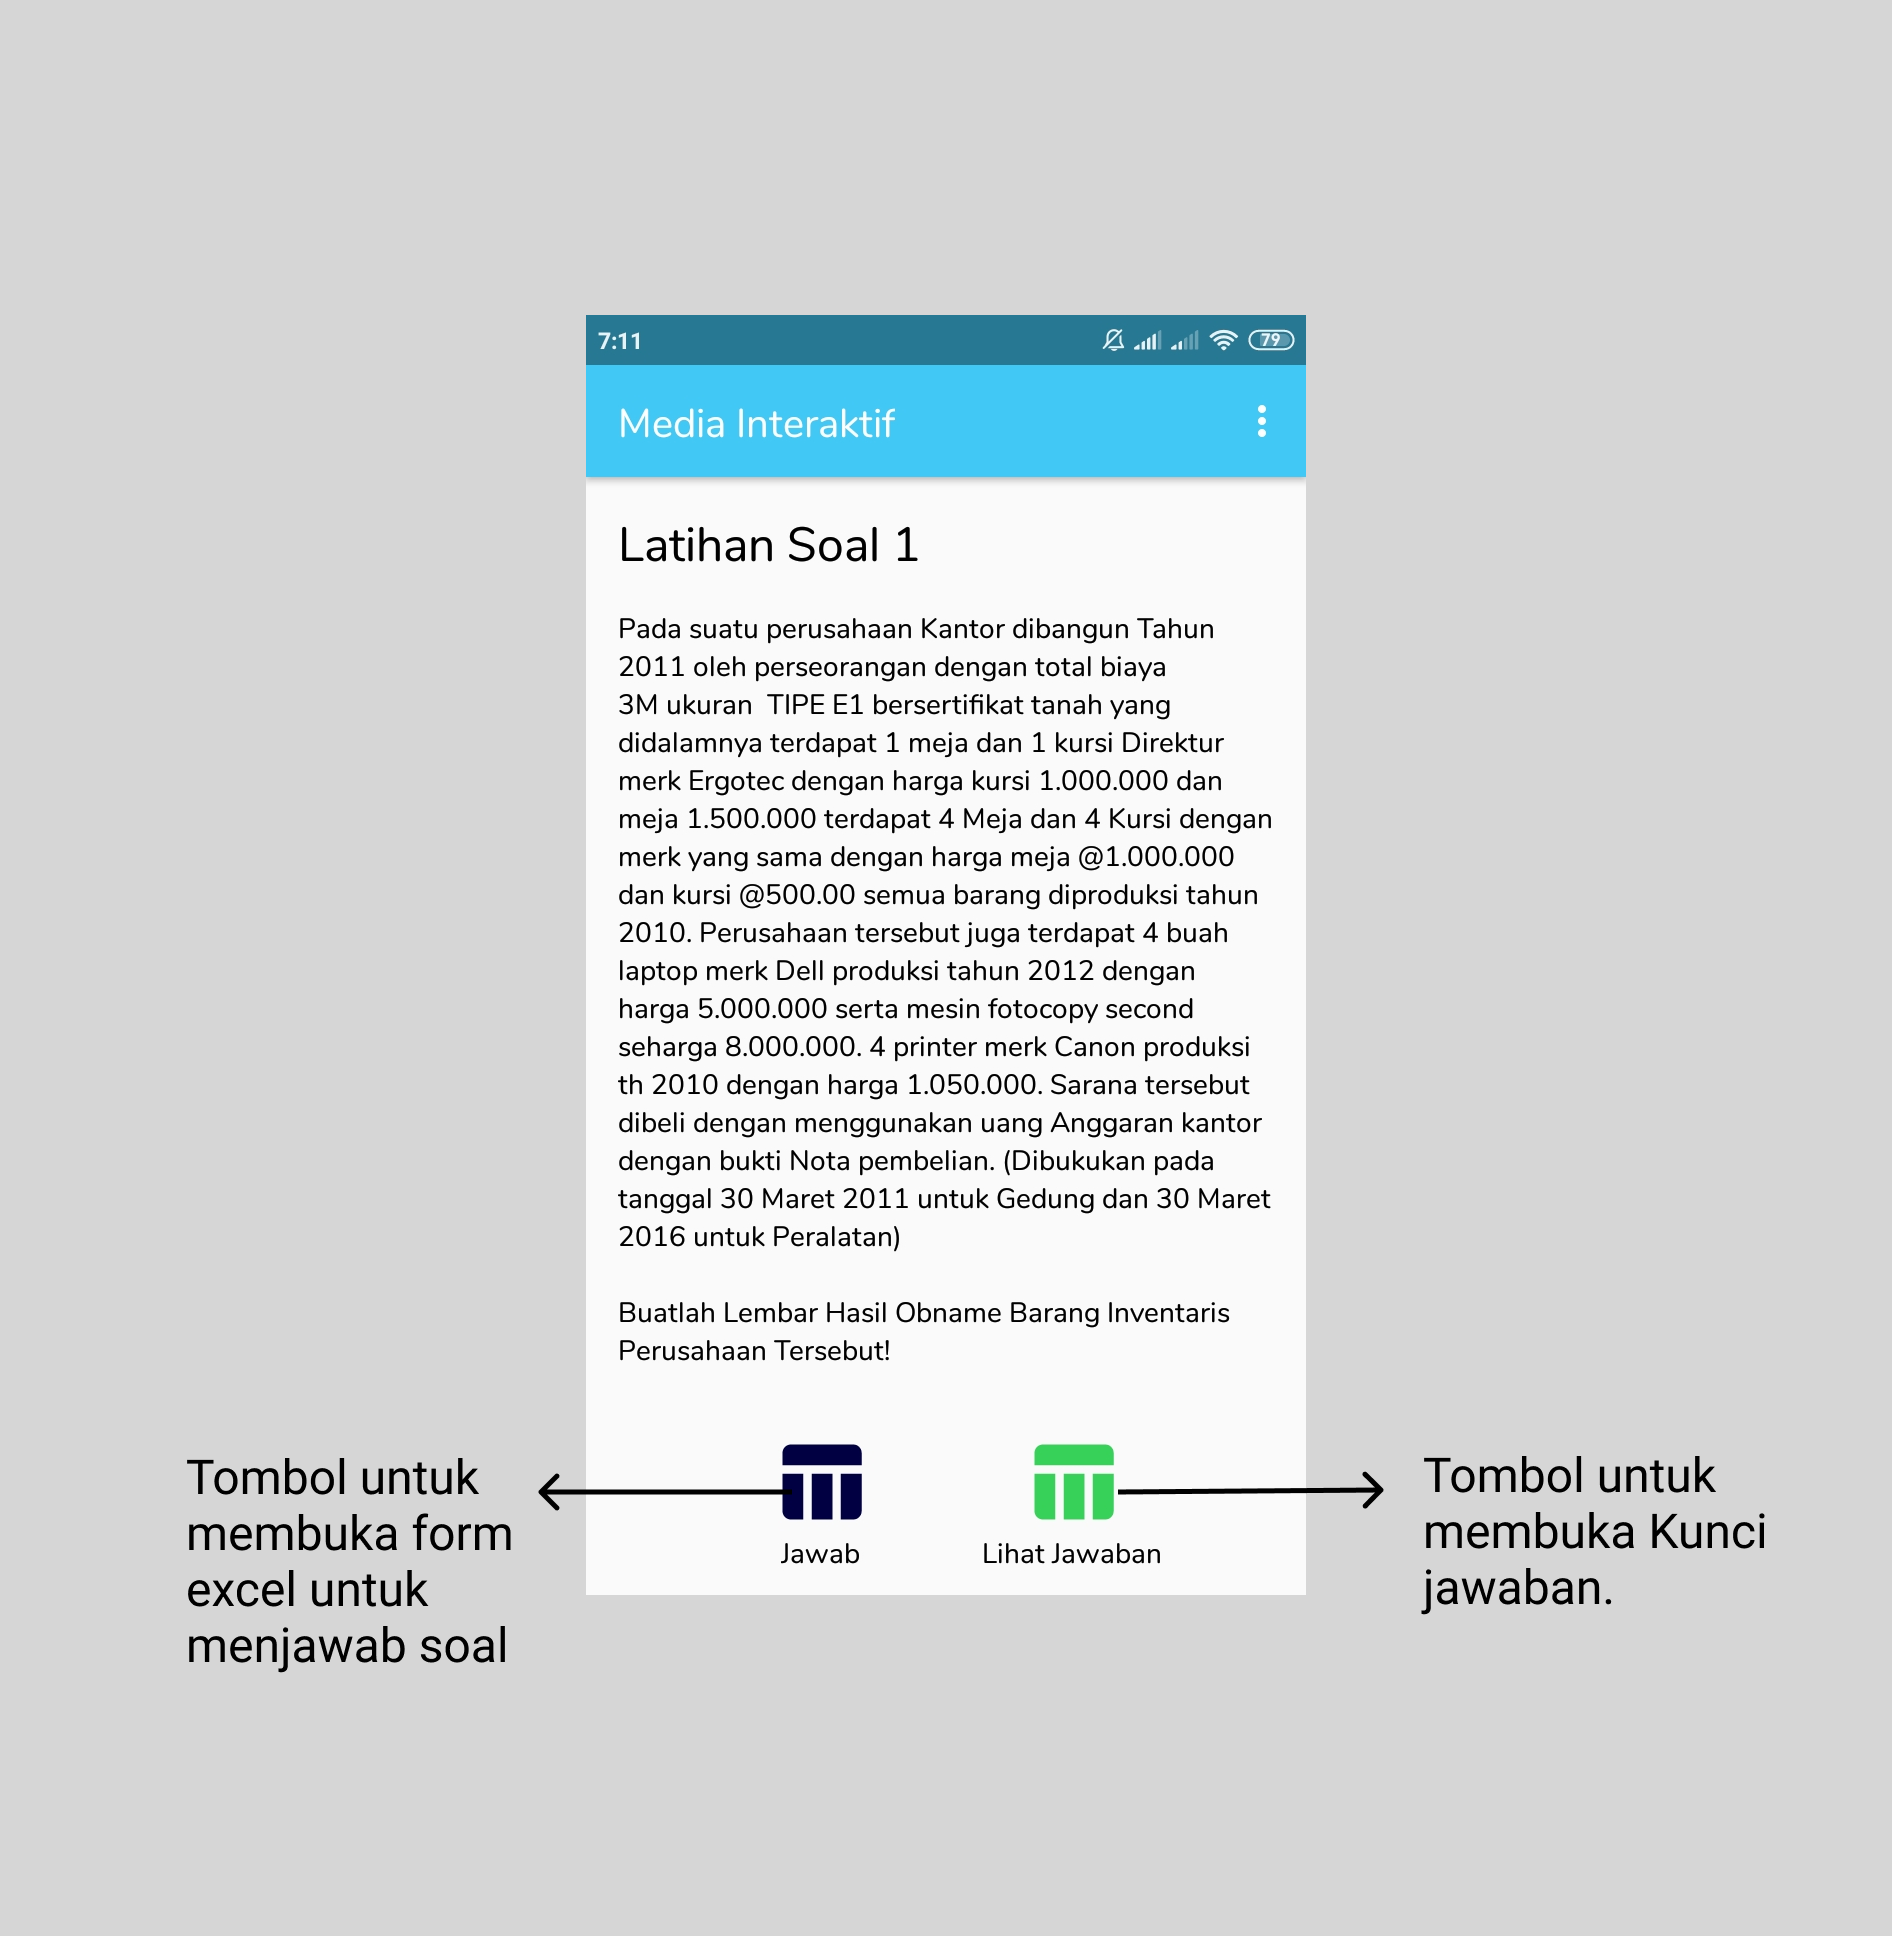 7:11
79
Media Interaktif
Latihan Soal 1
Pada suatu perusahaan Kantor dibangun Tahun
2011 oleh perseorangan dengan total biaya
3M ukuran  TIPE E1 bersertifikat tanah yang
didalamnya terdapat 1 meja dan 1 kursi Direktur
merk Ergotec dengan harga kursi 1.000.000 dan
meja 1.500.000 terdapat 4 Meja dan 4 Kursi dengan
merk yang sama dengan harga meja @1.000.000
dan kursi @500.00 semua barang diproduksi tahun
2010. Perusahaan tersebut juga terdapat 4 buah
laptop merk Dell produksi tahun 2012 dengan
harga 5.000.000 serta mesin fotocopy second
seharga 8.000.000. 4 printer merk Canon produksi
th 2010 dengan harga 1.050.000. Sarana tersebut
dibeli dengan menggunakan uang Anggaran kantor
dengan bukti Nota pembelian. (Dibukukan pada
tanggal 30 Maret 2011 untuk Gedung dan 30 Maret
2016 untuk Peralatan)
Buatlah Lembar Hasil Obname Barang Inventaris
Perusahaan Tersebut!
Jawab
Lihat Jawaban
Tombol untuk
membuka form
excel untuk
menjawab soal
Tombol untuk
membuka Kunci
jawaban.